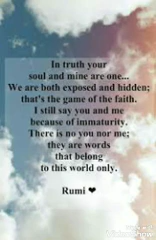 In truth your
soul and mine are one...
We are both exposed and hidden;
that's the game of the faith.
I still say you and me
because of immaturity.
There is no you nor me;
they are words
that belong
to this world only.
Rumi ❤